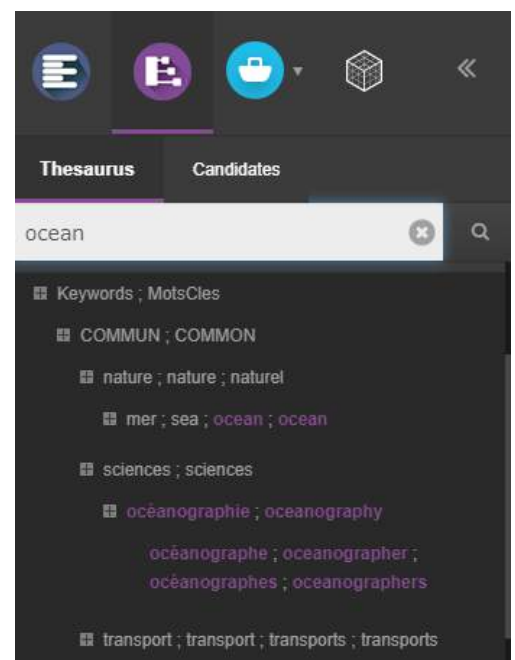 Thesaurus Candidates
ocean
Keywords ; MotsCles
COMMUN ; COMMON
nature ; nature ; naturel
mer ; sea ; ocean ; ocean
sciences ; sciences
océanographie ; oceanography
océanographe ; oceanographer ;
océanographes ; oceanographers
transport ; transport ; transports ; transports